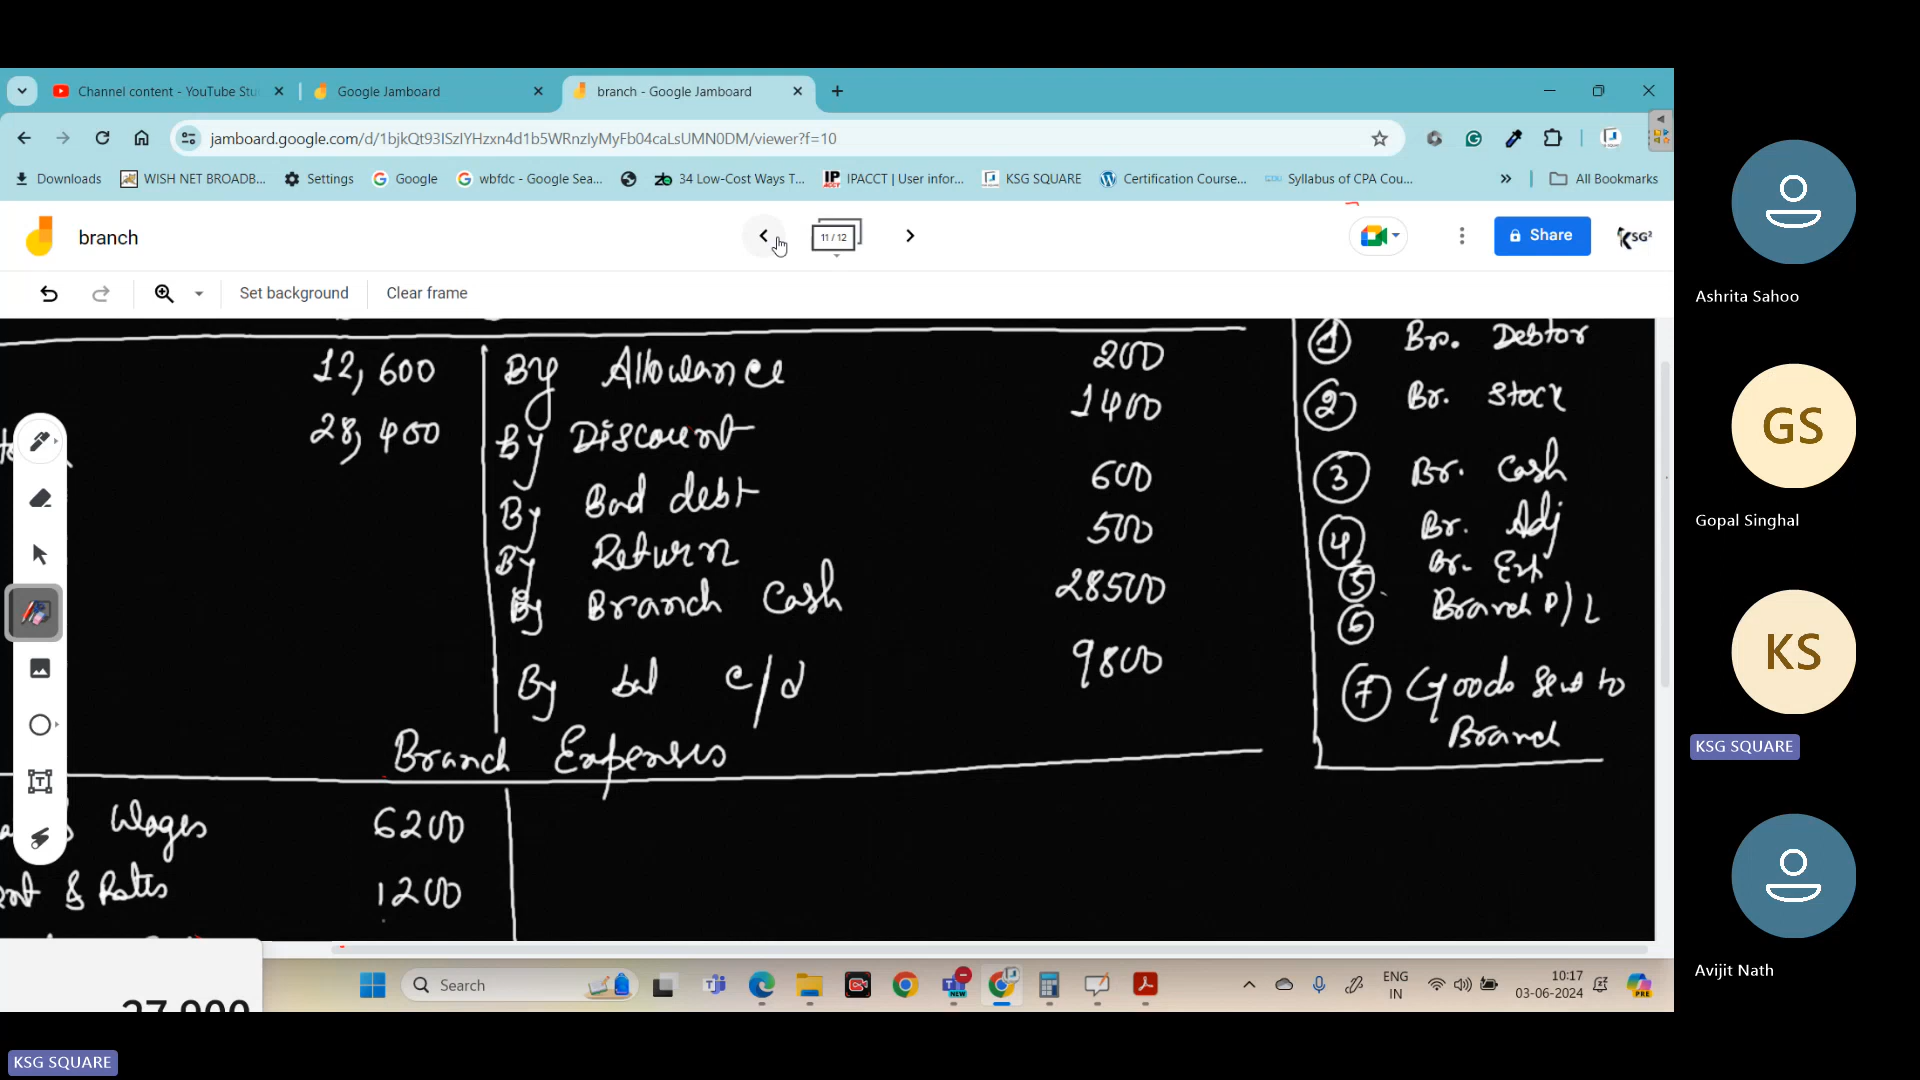 Channel content - YouTube Stu
Google Jamboard
branch - Google Jamboard
jamboard.google.com/d/1bjkQt93ISzIYHzxn4d1b5WRnzIyMyFb04caLsUMN0DM/viewer?f=10
Downloads
WISH NET BROADB...
Settings
Google
wbfdc - Google Sea...
34 Low-Cost Ways T...
IPACCT | User infor...
KSG SQUARE
Certification Course...
Syllabus of CPA Cou...
»
All Bookmarks
branch
11 / 12
Share
KSG²
Set background
Clear frame
12,600 By Allowance 200
28,400 By Discount 1400
By Bad debt 600
By Return 500
By Branch Cash 28500
By bal c/d 9800
Branch Expenses
Wages 6200
& Rates 1200
1 Br. Debtor
2 Br. Stock
3 Br. Cash
4 Br. Adj
5 Br. Exp
6 Branch P/L
7 Goods Sent to
Branch
27,900
Search
ENG
IN
10:17
03-06-2024
Ashrita Sahoo
GS
Gopal Singhal
KS
KSG SQUARE
Avijit Nath
KSG SQUARE